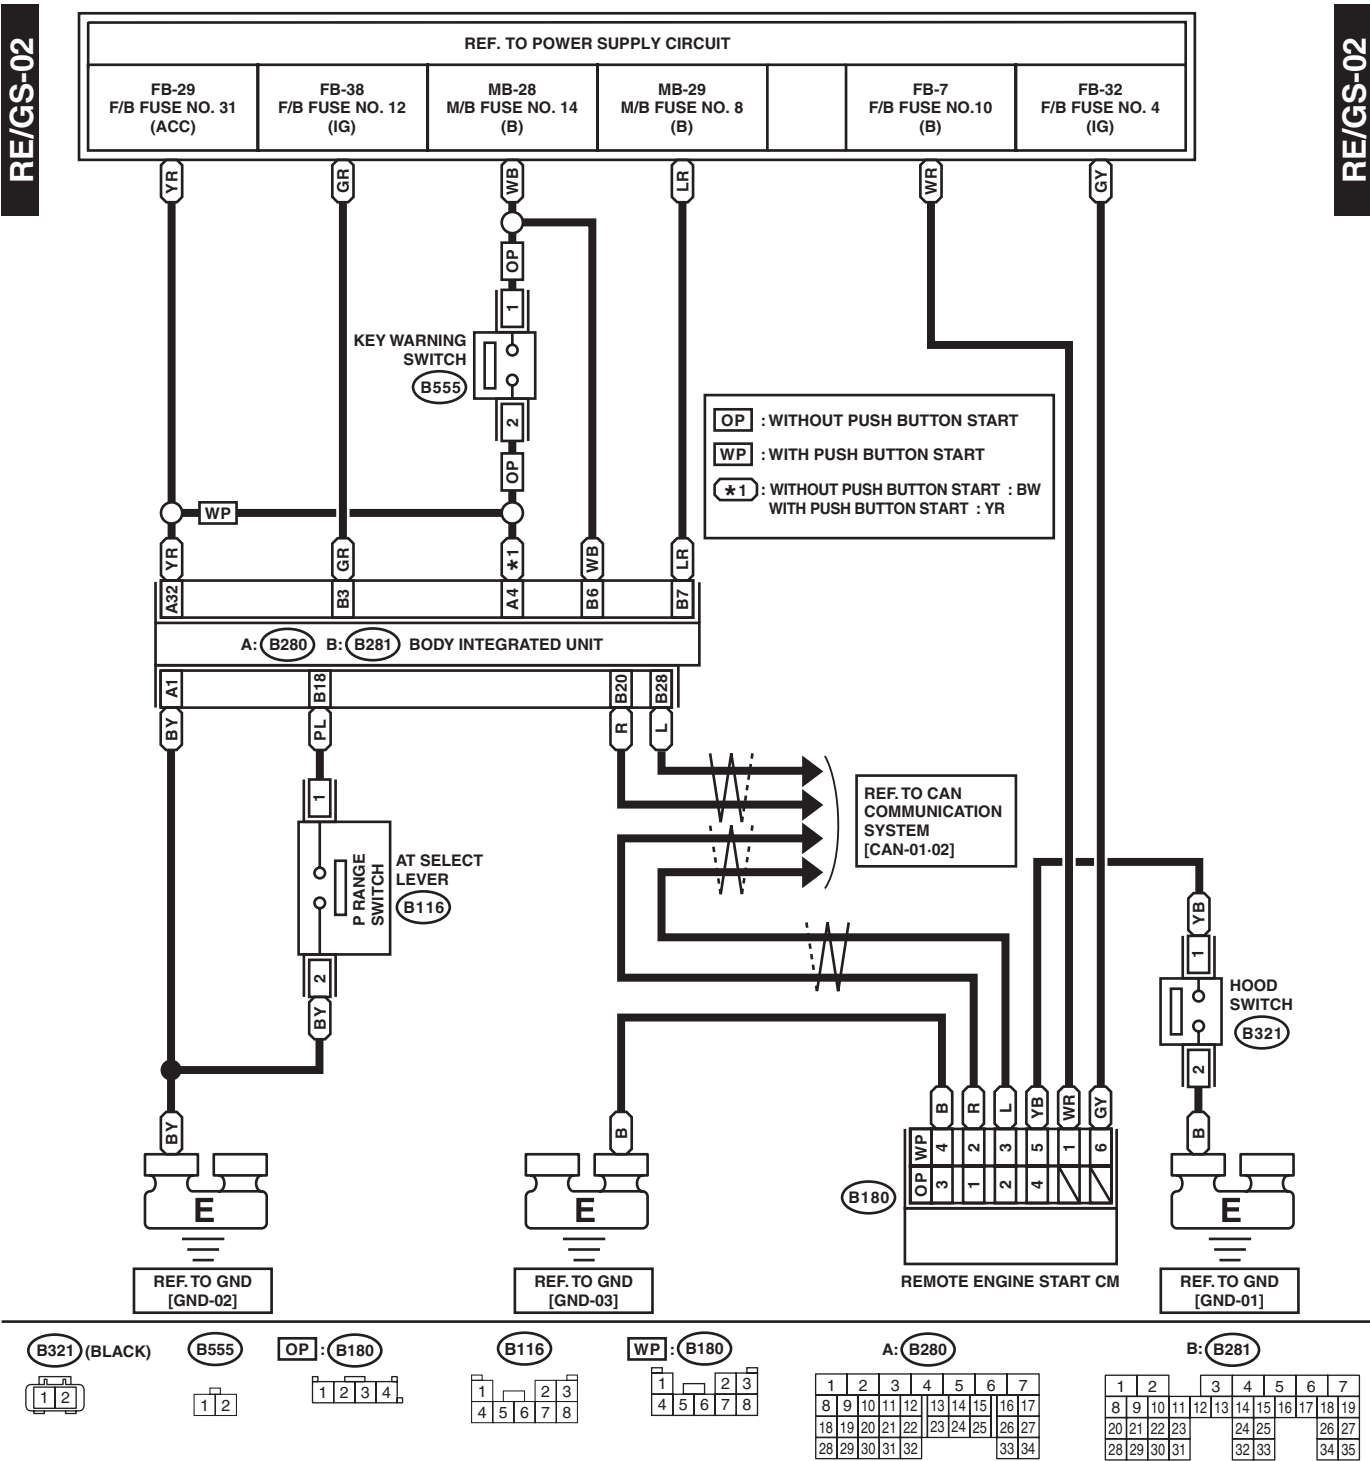 RE/GS-02
RE/GS-02
REF. TO POWER SUPPLY CIRCUIT
FB-29
F/B FUSE NO. 31
(ACC)
FB-38
F/B FUSE NO. 12
(IG)
MB-28
M/B FUSE NO. 14
(B)
MB-29
M/B FUSE NO. 8
(B)
FB-7
F/B FUSE NO.10
(B)
FB-32
F/B FUSE NO. 4
(IG)
YR
GR
WB
LR
WR
GY
OP
1
KEY WARNING
SWITCH
B555
2
OP
WP
OP : WITHOUT PUSH BUTTON START
WP : WITH PUSH BUTTON START
*1 : WITHOUT PUSH BUTTON START : BW
WITH PUSH BUTTON START : YR
YR
GR
*1
WB
LR
A32
B3
A4
B6
B7
A: B280 B: B281 BODY INTEGRATED UNIT
A1
B18
B20
B28
BY
PL
R
L
1
P RANGE
SWITCH
AT SELECT
LEVER
B116
2
BY
REF. TO CAN
COMMUNICATION
SYSTEM
[CAN-01·02]
YB
1
HOOD
SWITCH
B321
2
B
BY
B
B
R
L
YB
WR
GY
WP 4 2 3 5 1 6
OP 3 1 2 4
B180
REMOTE ENGINE START CM
E
E
E
REF. TO GND
[GND-02]
REF. TO GND
[GND-03]
REF. TO GND
[GND-01]
B321 (BLACK)
1 2
B555
1 2
OP : B180
1 2 3 4
B116
1 2 3
4 5 6 7 8
WP : B180
1 2 3
4 5 6 7 8
A: B280
1 2 3 4 5 6 7
8 9 10 11 12 13 14 15 16 17
18 19 20 21 22 23 24 25 26 27
28 29 30 31 32 33 34
B: B281
1 2 3 4 5 6 7
8 9 10 11 12 13 14 15 16 17 18 19
20 21 22 23 24 25 26 27
28 29 30 31 32 33 34 35